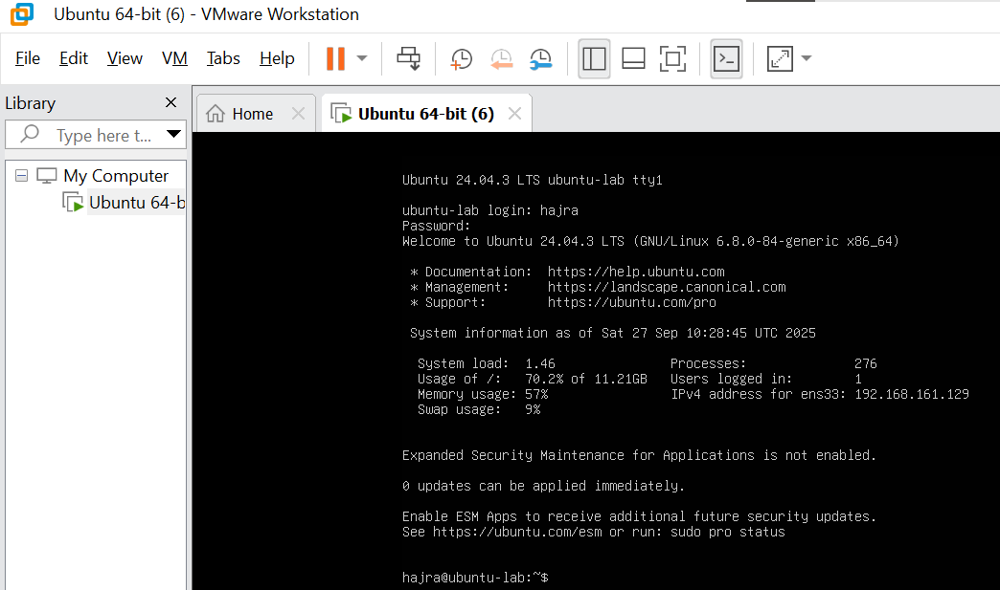 Ubuntu 64-bit (6) - VMware Workstation
File Edit View VM Tabs Help
Library
Type here t...
My Computer
Ubuntu 64-b
Home
Ubuntu 64-bit (6)
Ubuntu 24.04.3 LTS ubuntu-lab tty1
ubuntu-lab login: hajra
Password:
Welcome to Ubuntu 24.04.3 LTS (GNU/Linux 6.8.0-84-generic x86_64)
* Documentation: https://help.ubuntu.com
* Management: https://landscape.canonical.com
* Support: https://ubuntu.com/pro
System information as of Sat 27 Sep 10:28:45 UTC 2025
System load: 1.46 Processes: 276
Usage of /: 70.2% of 11.21GB Users logged in: 1
Memory usage: 57% IPv4 address for ens33: 192.168.161.129
Swap usage: 9%
Expanded Security Maintenance for Applications is not enabled.
0 updates can be applied immediately.
Enable ESM Apps to receive additional future security updates.
See https://ubuntu.com/esm or run: sudo pro status
hajra@ubuntu-lab:~$